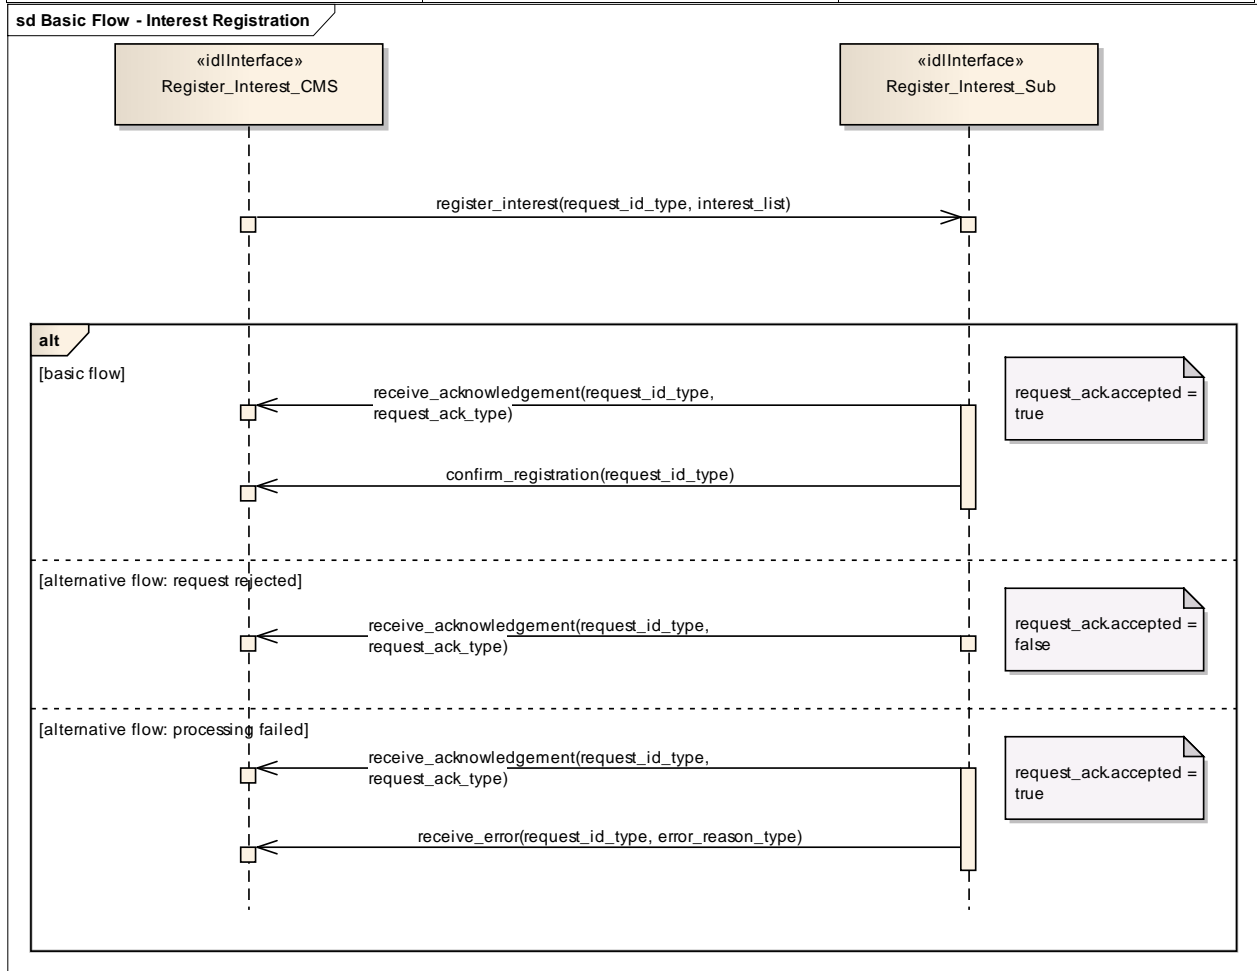 sd Basic Flow - Interest Registration
«idlInterface»
Register_Interest_CMS
«idlInterface»
Register_Interest_Sub
register_interest(request_id_type, interest_list)
alt
[basic flow]
receive_acknowledgement(request_id_type,
request_ack_type)
request_ack.accepted =
true
confirm_registration(request_id_type)
[alternative flow: request rejected]
receive_acknowledgement(request_id_type,
request_ack_type)
request_ack.accepted =
false
[alternative flow: processing failed]
receive_acknowledgement(request_id_type,
request_ack_type)
request_ack.accepted =
true
receive_error(request_id_type, error_reason_type)